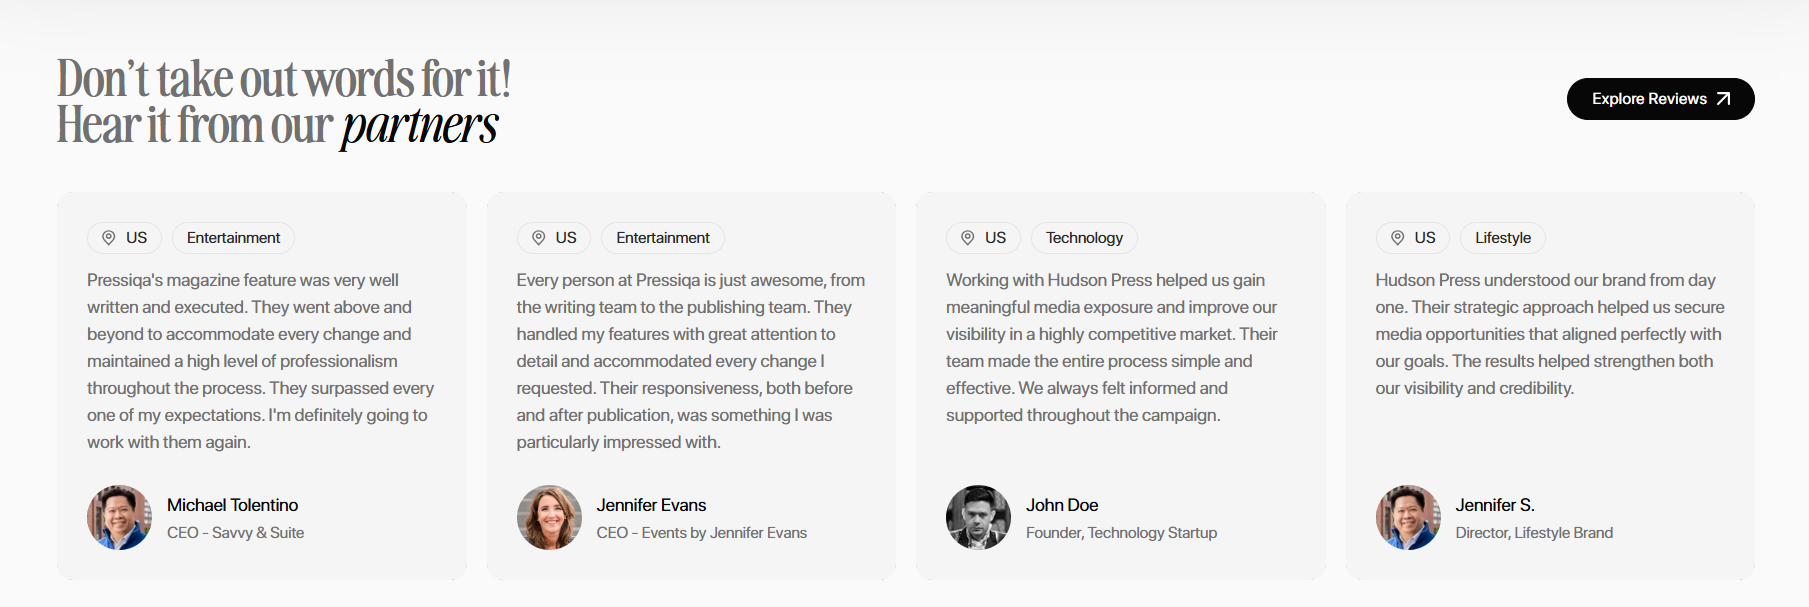 Don't take out words for it!
Hear it from our partners
Explore Reviews
US
Entertainment
Pressiqa's magazine feature was very well
written and executed. They went above and
beyond to accommodate every change and
maintained a high level of professionalism
throughout the process. They surpassed every
one of my expectations. I'm definitely going to
work with them again.
Michael Tolentino
CEO - Savvy & Suite
US
Entertainment
Every person at Pressiqa is just awesome, from
the writing team to the publishing team. They
handled my features with great attention to
detail and accommodated every change I
requested. Their responsiveness, both before
and after publication, was something I was
particularly impressed with.
Jennifer Evans
CEO - Events by Jennifer Evans
US
Technology
Working with Hudson Press helped us gain
meaningful media exposure and improve our
visibility in a highly competitive market. Their
team made the entire process simple and
effective. We always felt informed and
supported throughout the campaign.
John Doe
Founder, Technology Startup
US
Lifestyle
Hudson Press understood our brand from day
one. Their strategic approach helped us secure
media opportunities that aligned perfectly with
our goals. The results helped strengthen both
our visibility and credibility.
Jennifer S.
Director, Lifestyle Brand